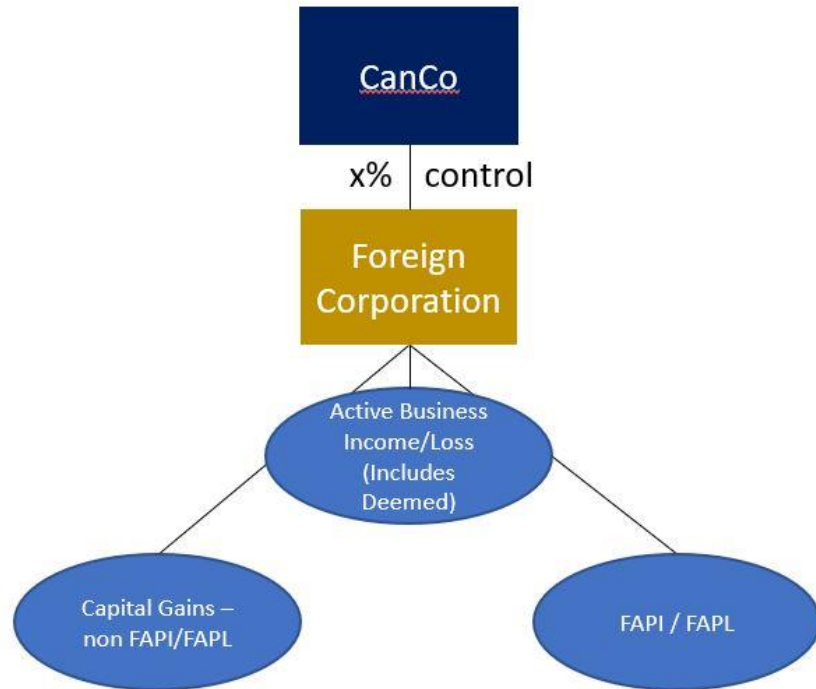 CanCo
x% control
Foreign
Corporation
Active Business
Income/Loss
(Includes
Deemed)
Capital Gains –
non FAPI/FAPL
FAPI / FAPL